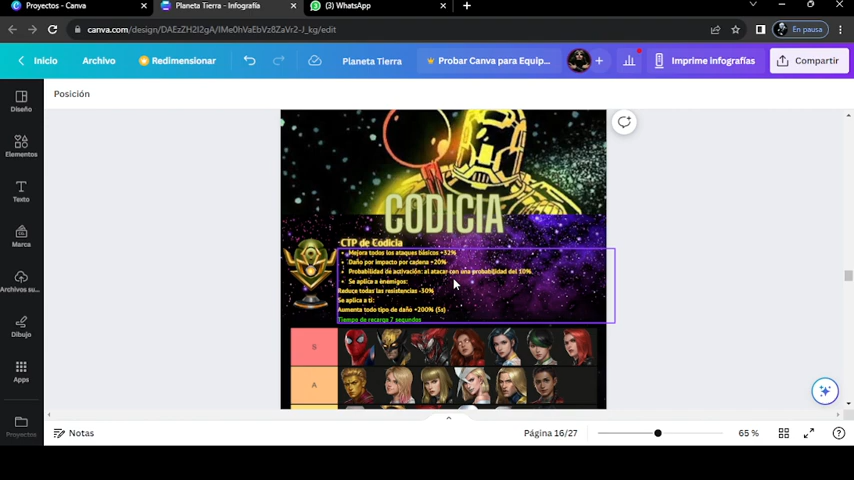 Proyectos - Canva
Planeta Tierra - Infografía
(3) WhatsApp
canva.com/design/DAEzZH2I2gA/IMe0hVaEbVz8ZaVr2-J_kg/edit
En pausa
Inicio
Archivo
Redimensionar
Planeta Tierra
Probar Canva para Equip...
Imprime infografías
Compartir
Posición
Diseño
Elementos
Texto
Marca
Archivos su...
Dibujo
Apps
Proyectos
CODICIA
CTP de Codicia
• Mejora todos los ataques básicos +32%
• Daño por impacto por cadena +20%
• Probabilidad de activación: al atacar con una probabilidad del 10%.
• Se aplica a enemigos:
Reduce todas las resistencias -30%
Se aplica a ti:
Aumenta todo tipo de daño +200% (5s)
Tiempo de recarga 7 segundos
S
A
Notas
Página 16/27
65 %